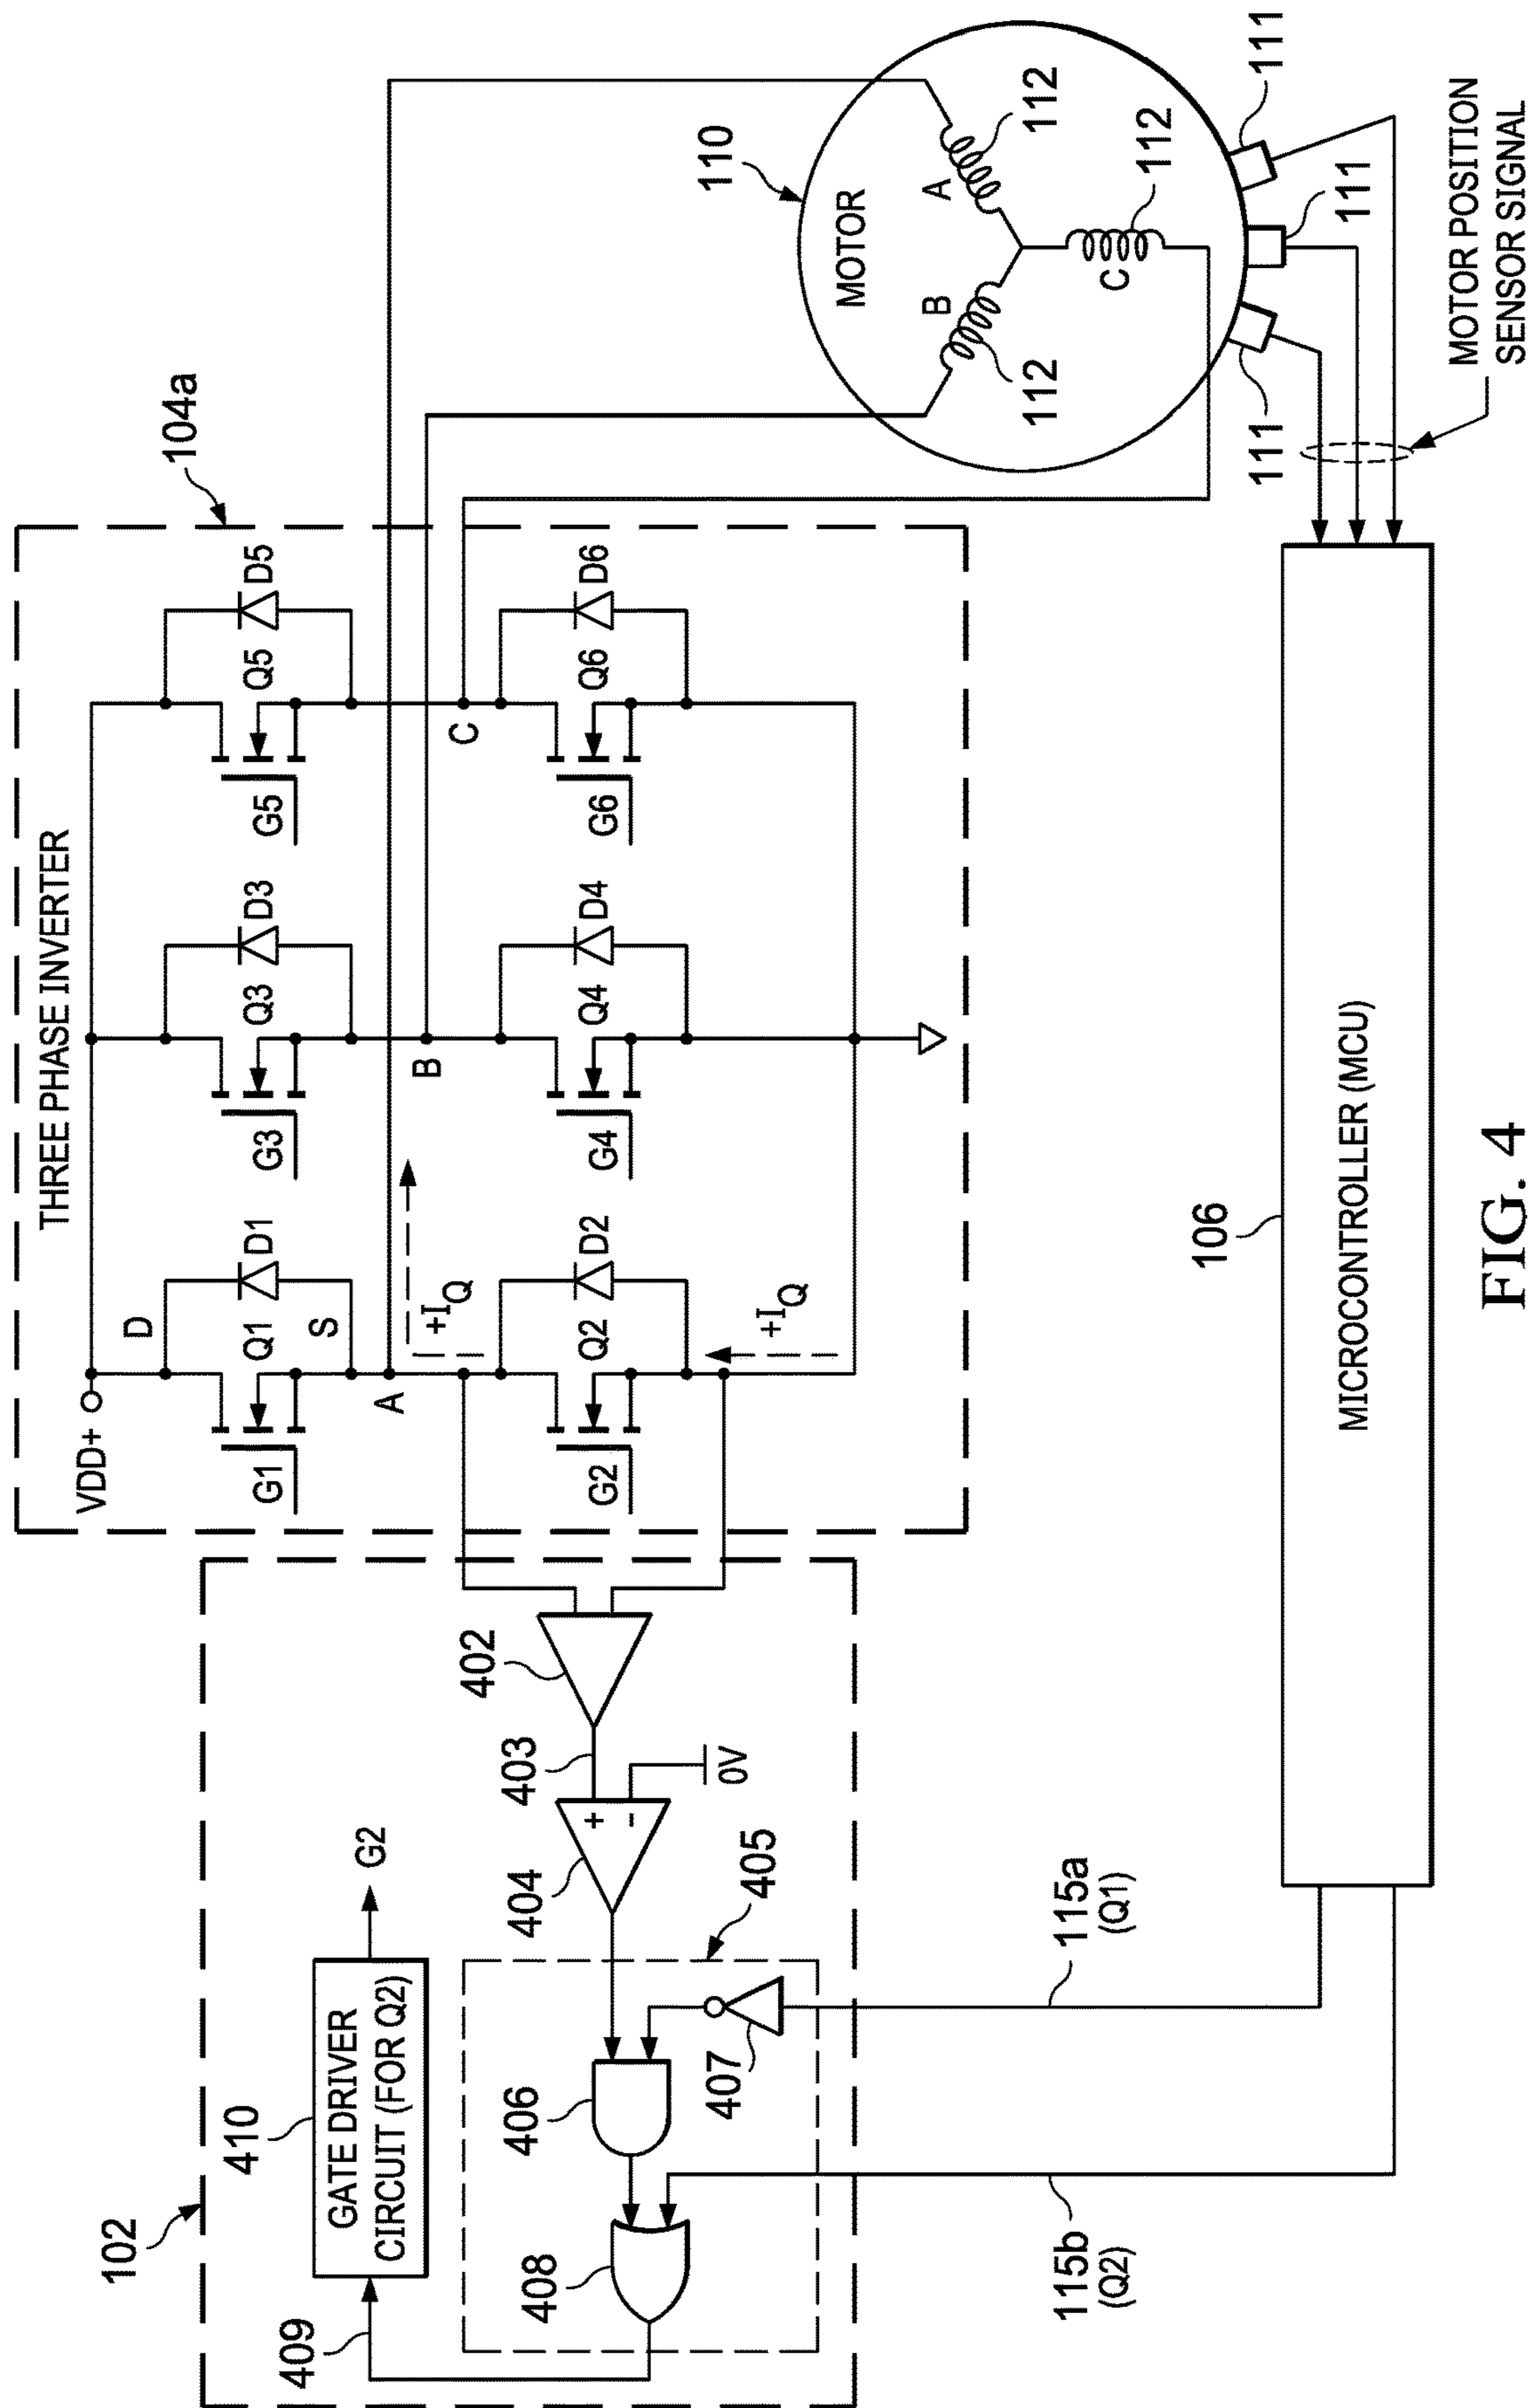 THREE PHASE INVERTER
104a
VDD+
D
G1
Q1
D1
S
G3
Q3
D3
G5
Q5
D5
A
B
C
+IQ
G2
Q2
D2
+IQ
G4
Q4
D4
G6
Q6
D6
102
410
GATE DRIVER
CIRCUIT (FOR Q2)
G2
409
408
406
407
405
404
+
-
403
0V
402
110
MOTOR
A
112
B
112
C
112
111
111
111
MOTOR POSITION
SENSOR SIGNAL
115b
(Q2)
115a
(Q1)
106
MICROCONTROLLER (MCU)
FIG. 4